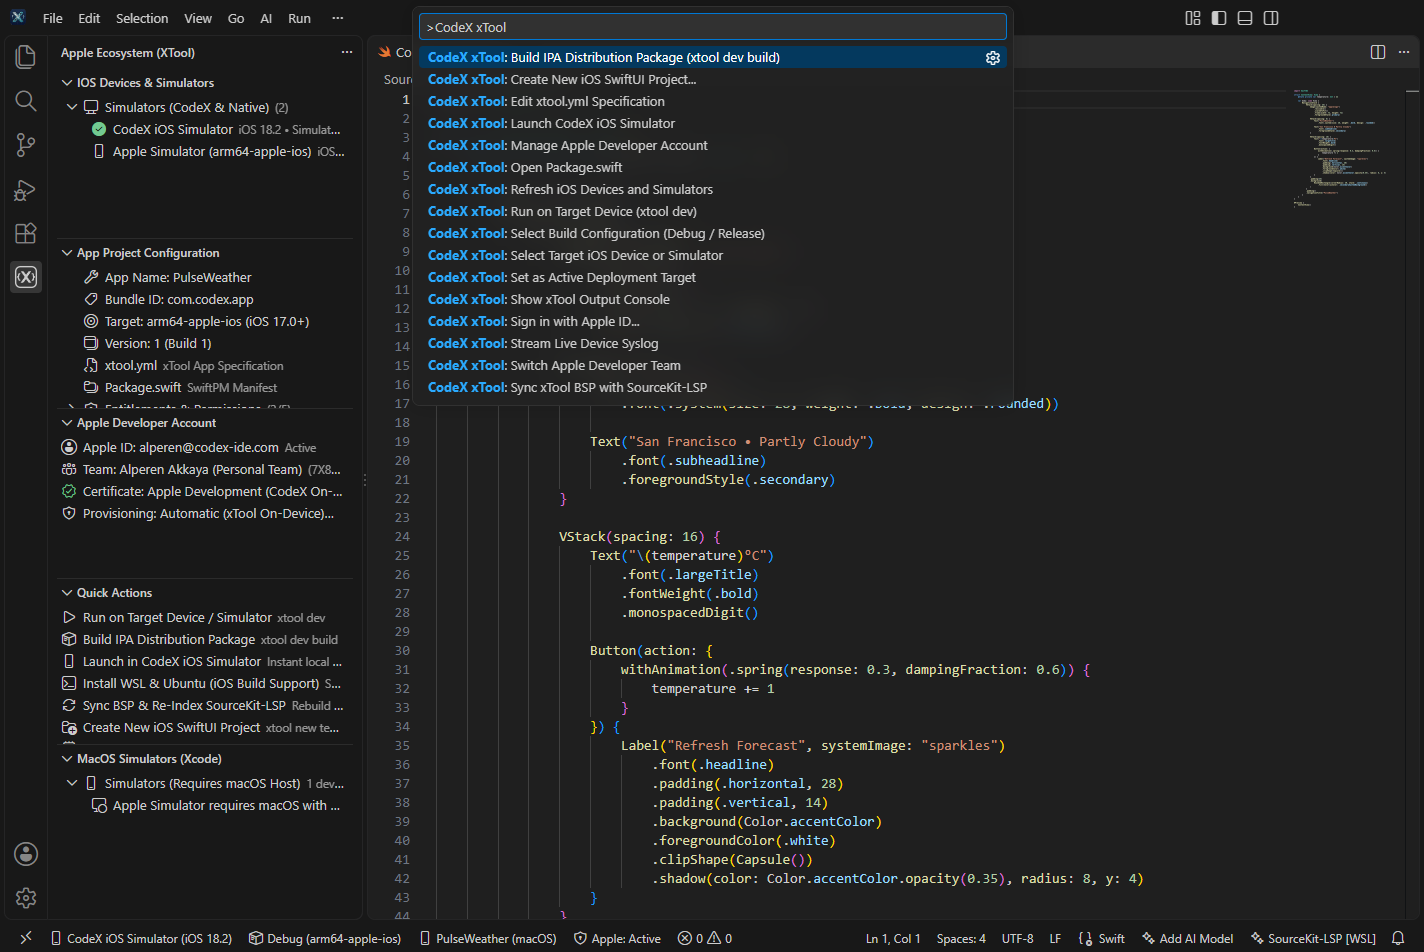 File Edit Selection View Go AI Run ···
>CodeX xTool
CodeX xTool: Build IPA Distribution Package (xtool dev build)
CodeX xTool: Create New iOS SwiftUI Project...
CodeX xTool: Edit xtool.yml Specification
CodeX xTool: Launch CodeX iOS Simulator
CodeX xTool: Manage Apple Developer Account
CodeX xTool: Open Package.swift
CodeX xTool: Refresh iOS Devices and Simulators
CodeX xTool: Run on Target Device (xtool dev)
CodeX xTool: Select Build Configuration (Debug / Release)
CodeX xTool: Select Target iOS Device or Simulator
CodeX xTool: Set as Active Deployment Target
CodeX xTool: Show xTool Output Console
CodeX xTool: Sign in with Apple ID...
CodeX xTool: Stream Live Device Syslog
CodeX xTool: Switch Apple Developer Team
CodeX xTool: Sync xTool BSP with SourceKit-LSP
Apple Ecosystem (XTool) ···
IOS Devices & Simulators
Simulators (CodeX & Native) (2)
CodeX iOS Simulator iOS 18.2 • Simulat...
Apple Simulator (arm64-apple-ios) iOS...
App Project Configuration
App Name: PulseWeather
Bundle ID: com.codex.app
Target: arm64-apple-ios (iOS 17.0+)
Version: 1 (Build 1)
xtool.yml xTool App Specification
Package.swift SwiftPM Manifest
Apple Developer Account
Apple ID: alperen@codex-ide.com Active
Team: Alperen Akkaya (Personal Team) (7X8...
Certificate: Apple Development (CodeX On-...
Provisioning: Automatic (xTool On-Device)...
Quick Actions
Run on Target Device / Simulator xtool dev
Build IPA Distribution Package xtool dev build
Launch in CodeX iOS Simulator Instant local ...
Install WSL & Ubuntu (iOS Build Support) S...
Sync BSP & Re-Index SourceKit-LSP Rebuild ...
Create New iOS SwiftUI Project xtool new te...
MacOS Simulators (Xcode)
Simulators (Requires macOS Host) 1 dev...
Apple Simulator requires macOS with ...
Co
Sourc
1
2
3
4
5
6
7
8
9
10
11
12
13
14
15
16
17 .font(.system(size: 28, weight: .bold, design: .rounded))
18
19 Text("San Francisco • Partly Cloudy")
20 .font(.subheadline)
21 .foregroundStyle(.secondary)
22 }
23
24 VStack(spacing: 16) {
25 Text("\(temperature)°C")
26 .font(.largeTitle)
27 .fontWeight(.bold)
28 .monospacedDigit()
29
30 Button(action: {
31 withAnimation(.spring(response: 0.3, dampingFraction: 0.6)) {
32 temperature += 1
33 }
34 }) {
35 Label("Refresh Forecast", systemImage: "sparkles")
36 .font(.headline)
37 .padding(.horizontal, 28)
38 .padding(.vertical, 14)
39 .background(Color.accentColor)
40 .foregroundColor(.white)
41 .clipShape(Capsule())
42 .shadow(color: Color.accentColor.opacity(0.35), radius: 8, y: 4)
43 }
44 }
CodeX iOS Simulator (iOS 18.2) Debug (arm64-apple-ios) PulseWeather (macOS) Apple: Active 0 0 Ln 1, Col 1 Spaces: 4 UTF-8 LF Swift Add AI Model SourceKit-LSP [WSL]